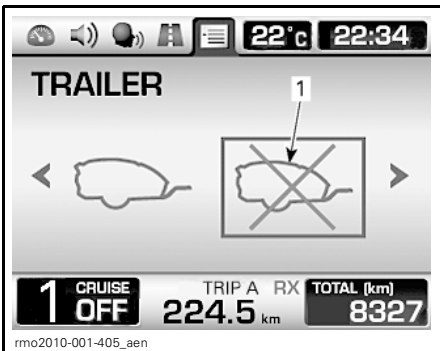 22°c 22:34
TRAILER
1
1 CRUISE OFF
TRIP A RX
224.5 km
TOTAL (km)
8327
rmo2010-001-405_aen